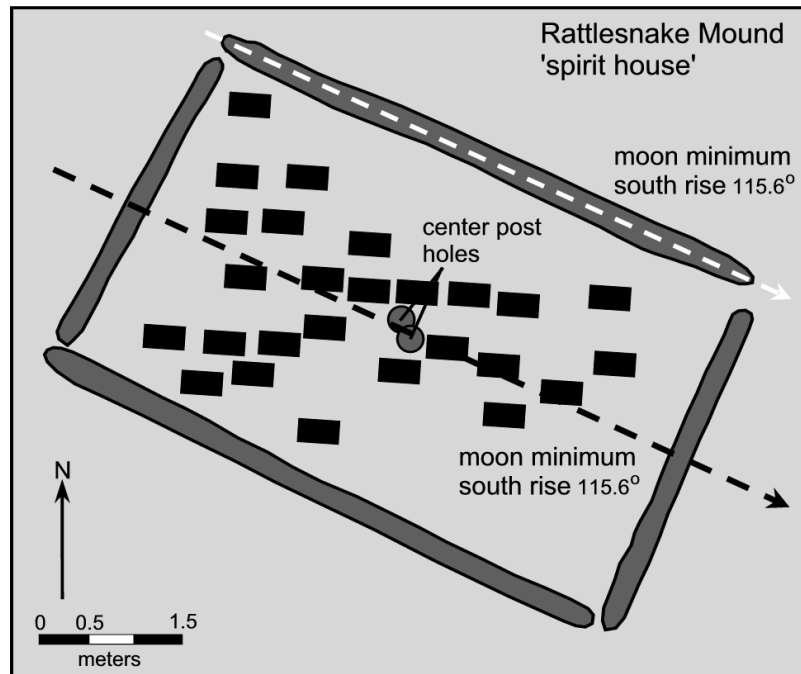 Rattlesnake Mound
'spirit house'
moon minimum
south rise 115.6°
center post
holes
moon minimum
south rise 115.6°
N
0 0.5 1.5
meters